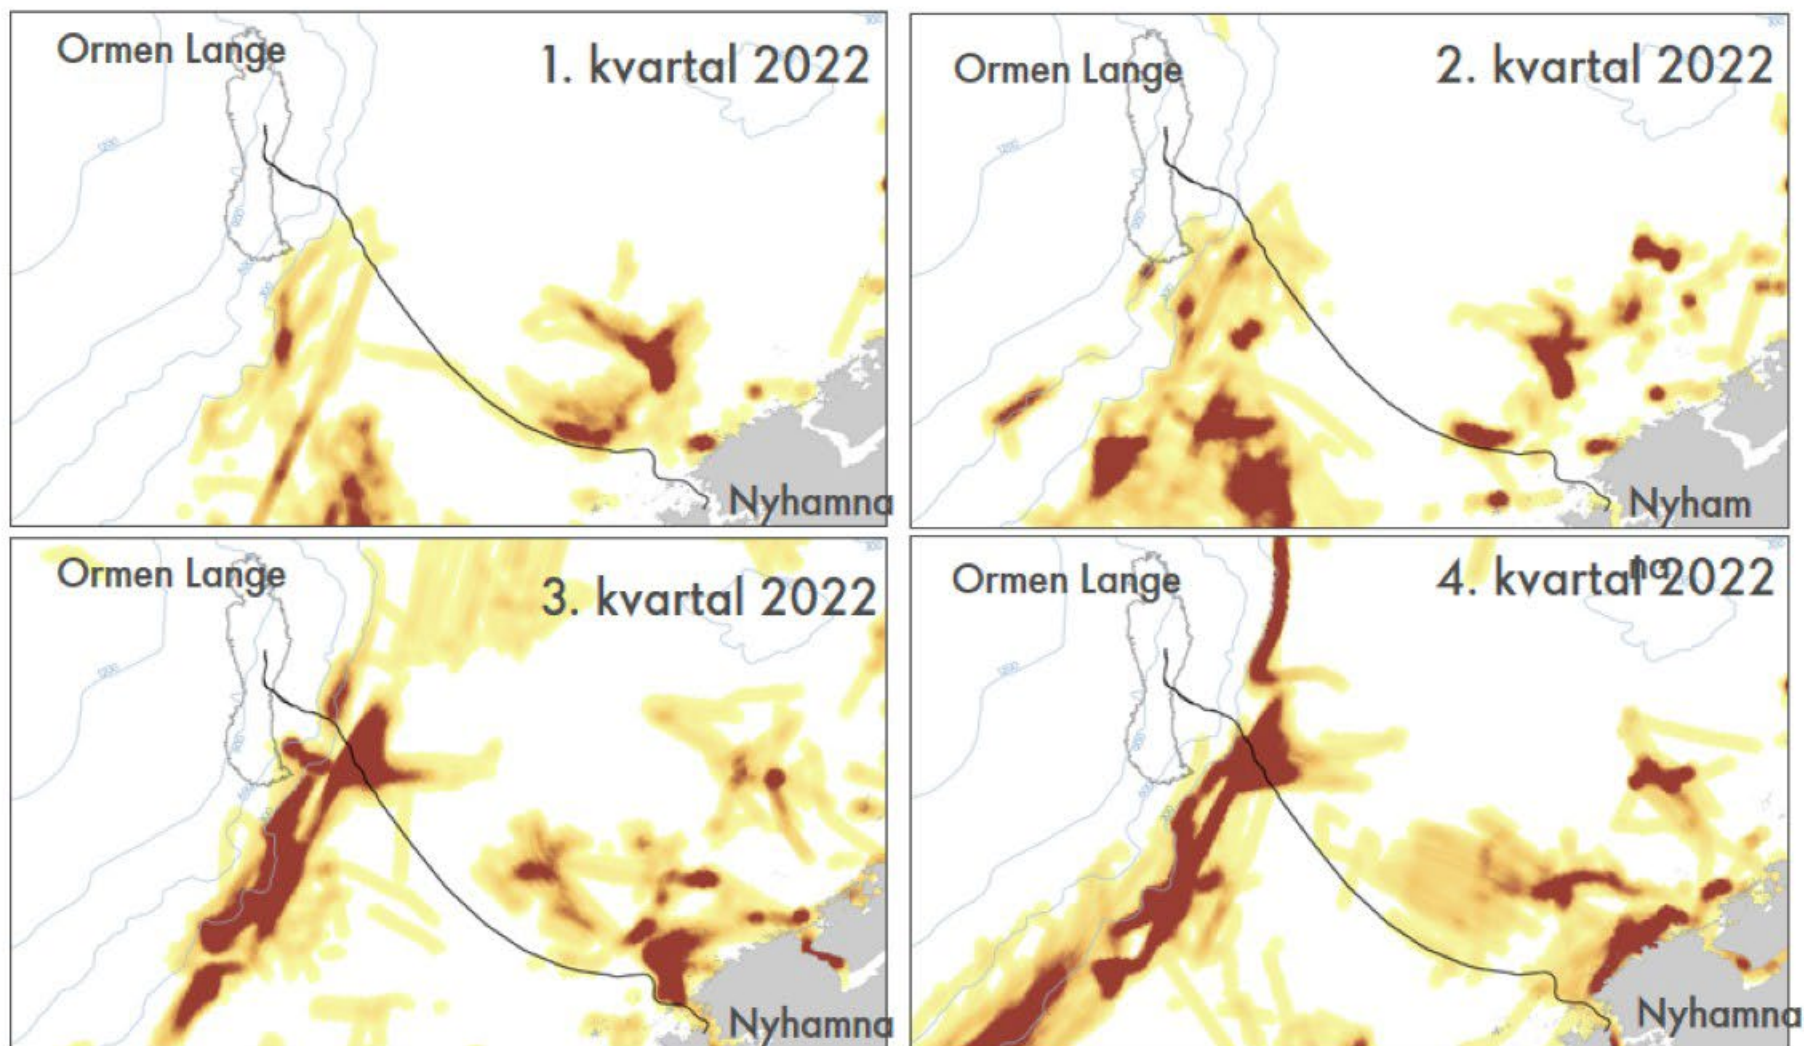 Ormen Lange
1. kvartal 2022
Nyhamna
Ormen Lange
2. kvartal 2022
Nyham
na
Ormen Lange
3. kvartal 2022
Nyhamna
Ormen Lange
4. kvartal 2022
Nyhamna